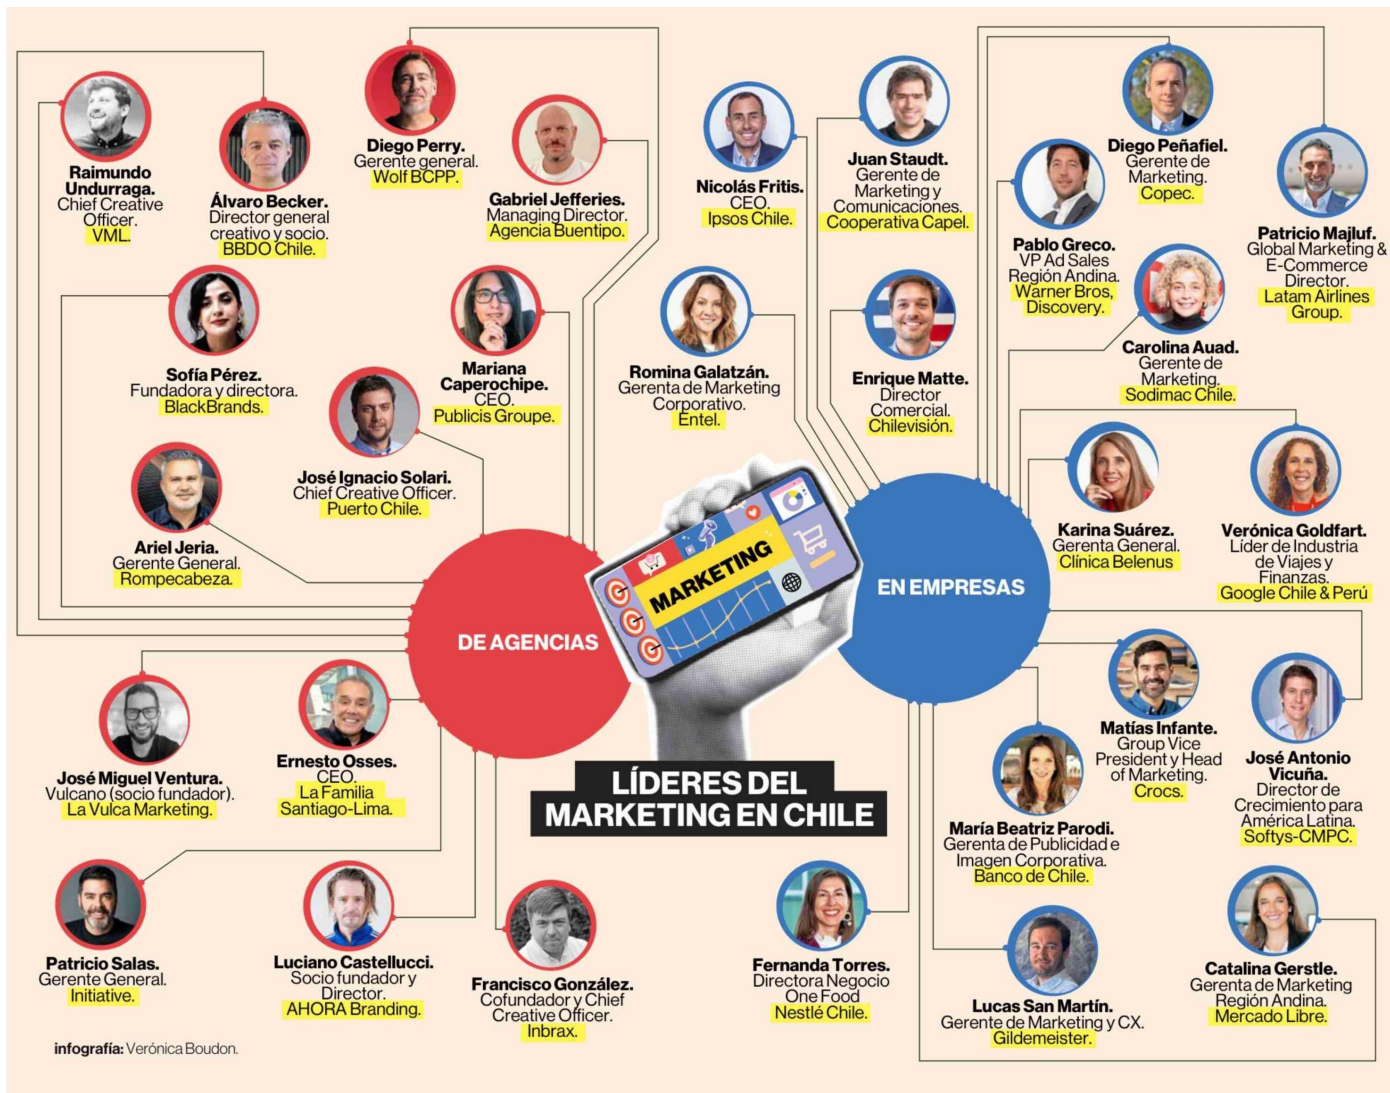 Raimundo
Undurraga.
Chief Creative
Officer.
VML.
Álvaro Becker.
Director general
creativo y socio.
BBDO Chile.
Diego Perry.
Gerente general.
Wolf BCPP.
Gabriel Jefferies.
Managing Director.
Agencia Buentipo.
Sofía Pérez.
Fundadora y directora.
BlackBrands.
Mariana
Caperochipe.
CEO.
Publicis Groupe.
José Ignacio Solari.
Chief Creative Officer.
Puerto Chile.
Ariel Jeria.
Gerente General.
Rompecabeza.
Nicolás Fritis.
CEO.
Ipsos Chile.
Juan Staudt.
Gerente de
Marketing y
Comunicaciones.
Cooperativa Capel.
Diego Peñafiel.
Gerente de
Marketing.
Copec.
Pablo Greco.
VP Ad Sales
Región Andina.
Warner Bros,
Discovery.
Patricio Majluf.
Global Marketing &
E-Commerce
Director.
Latam Airlines
Group.
Romina Galatzán.
Gerenta de Marketing
Corporativo.
Entel.
Enrique Matte.
Director
Comercial.
Chilevisión.
Carolina Auad.
Gerente de
Marketing.
Sodimac Chile.
Karina Suárez.
Gerenta General.
Clínica Belenus
Verónica Goldfart.
Líder de Industria
de Viajes y
Finanzas.
Google Chile & Perú
MARKETING
DE AGENCIAS
EN EMPRESAS
LÍDERES DEL
MARKETING EN CHILE
José Miguel Ventura.
Vulcano (socio fundador).
La Vulca Marketing.
Ernesto Osses.
CEO.
La Familia
Santiago-Lima.
Patricio Salas.
Gerente General.
Initiative.
Luciano Castellucci.
Socio fundador y
Director.
AHORA Branding.
Francisco González.
Cofundador y Chief
Creative Officer.
Inbrax.
Matías Infante.
Group Vice
President y Head
of Marketing.
Crocs.
José Antonio
Vicuña.
Director de
Crecimiento para
América Latina.
Softys-CMPC.
María Beatriz Parodi.
Gerenta de Publicidad e
Imagen Corporativa.
Banco de Chile.
Fernanda Torres.
Directora Negocio
One Food
Nestlé Chile.
Lucas San Martín.
Gerente de Marketing y CX.
Gildemeister.
Catalina Gerstle.
Gerenta de Marketing
Región Andina.
Mercado Libre.
infografía: Verónica Boudon.